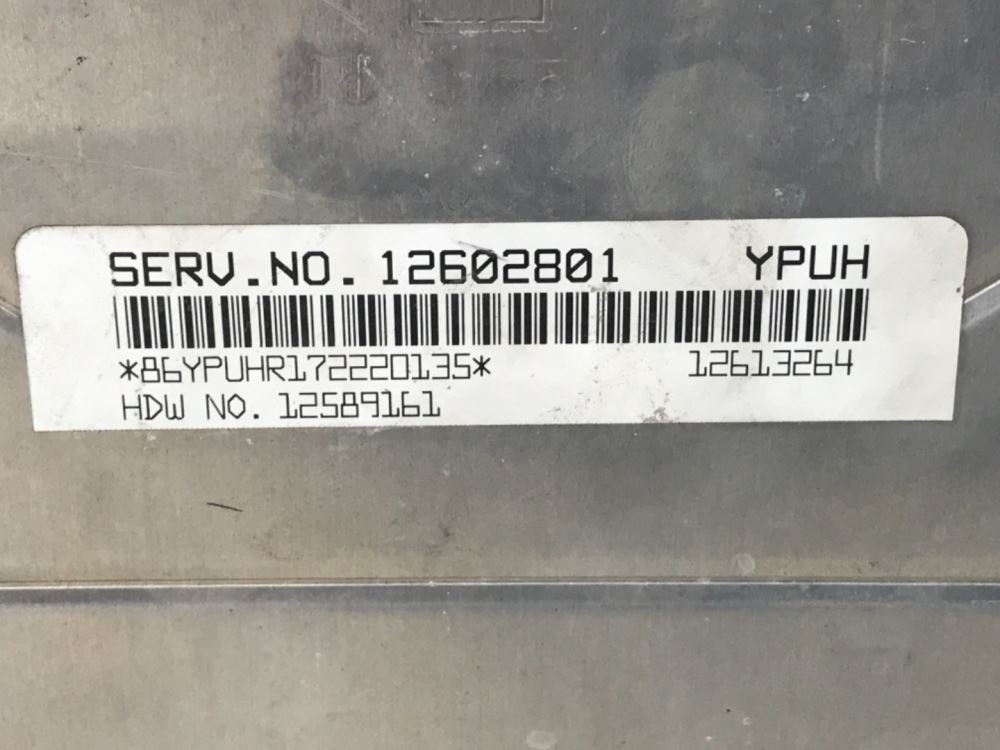 SERV.NO. 12602801 YPUH
*86YPUHR172220135* 12613264
HDW NO. 12589161